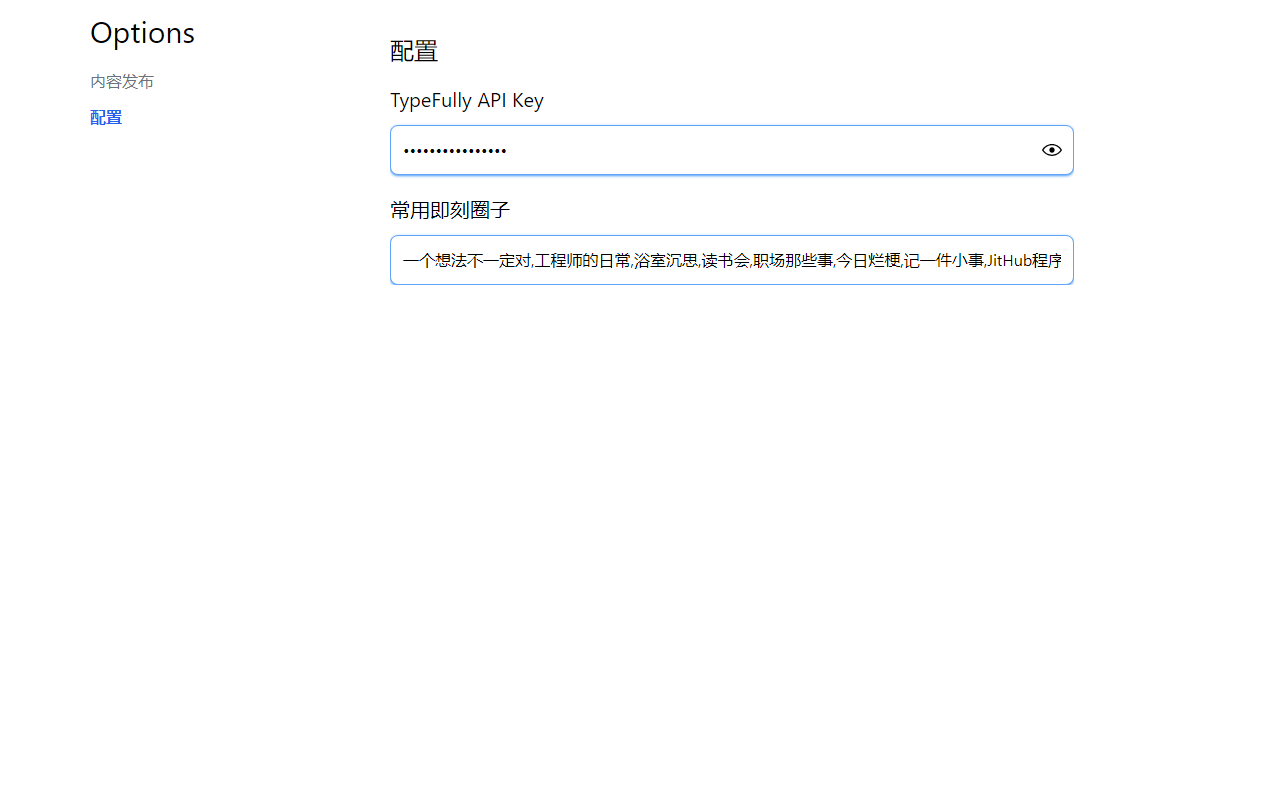 Options
内容发布
配置
配置
TypeFully API Key
••••••••••••••••
常用即刻圈子
一个想法不一定对,工程师的日常,浴室沉思,读书会,职场那些事,今日烂梗,记一件小事,JitHub程序